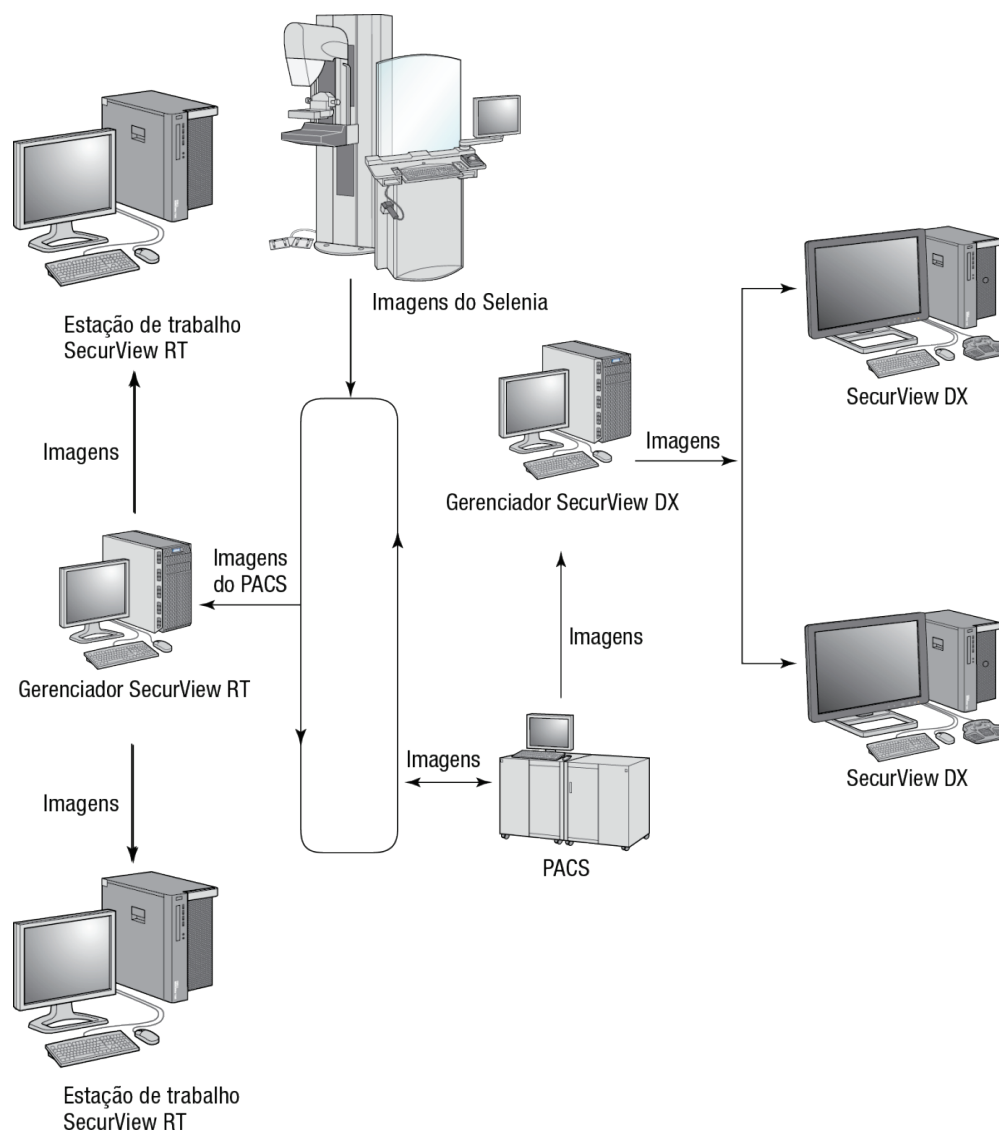 Imagens do Selenia
Estação de trabalho
SecurView RT
SecurView DX
Imagens
Imagens
Gerenciador SecurView DX
Imagens
do PACS
Imagens
Gerenciador SecurView RT
SecurView DX
Imagens
Imagens
PACS
Estação de trabalho
SecurView RT